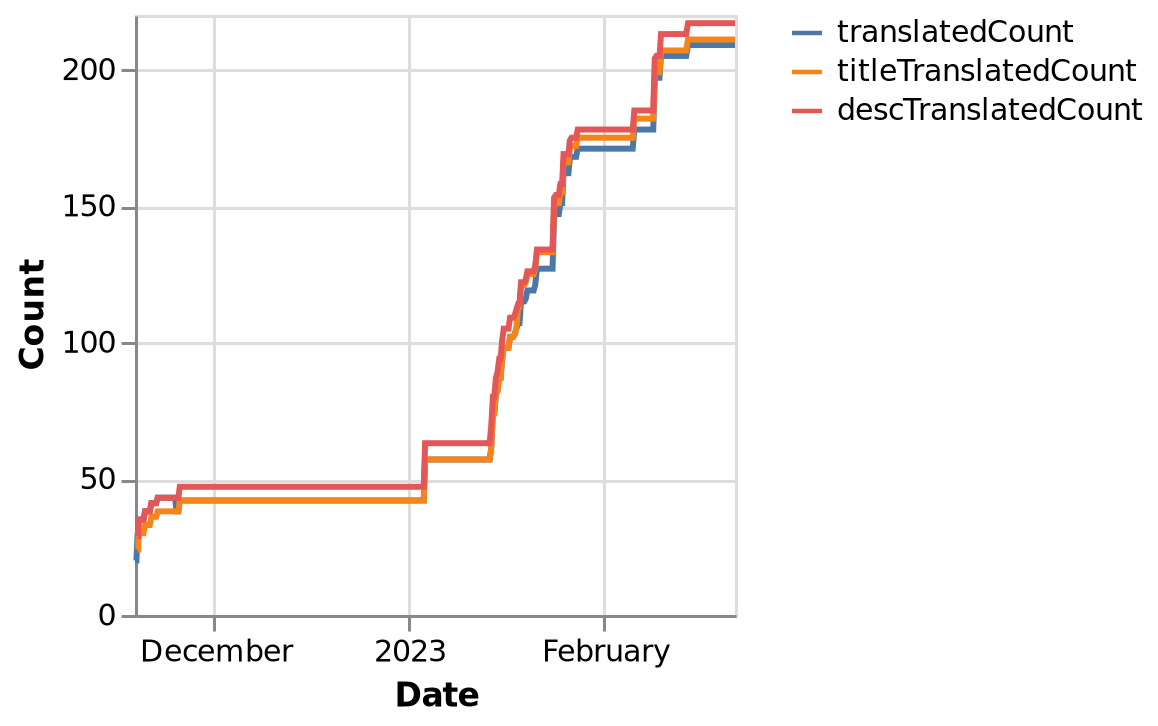 translatedCount
titleTranslatedCount
descTranslatedCount
200
150
100
50
0
Count
December 2023 February
Date